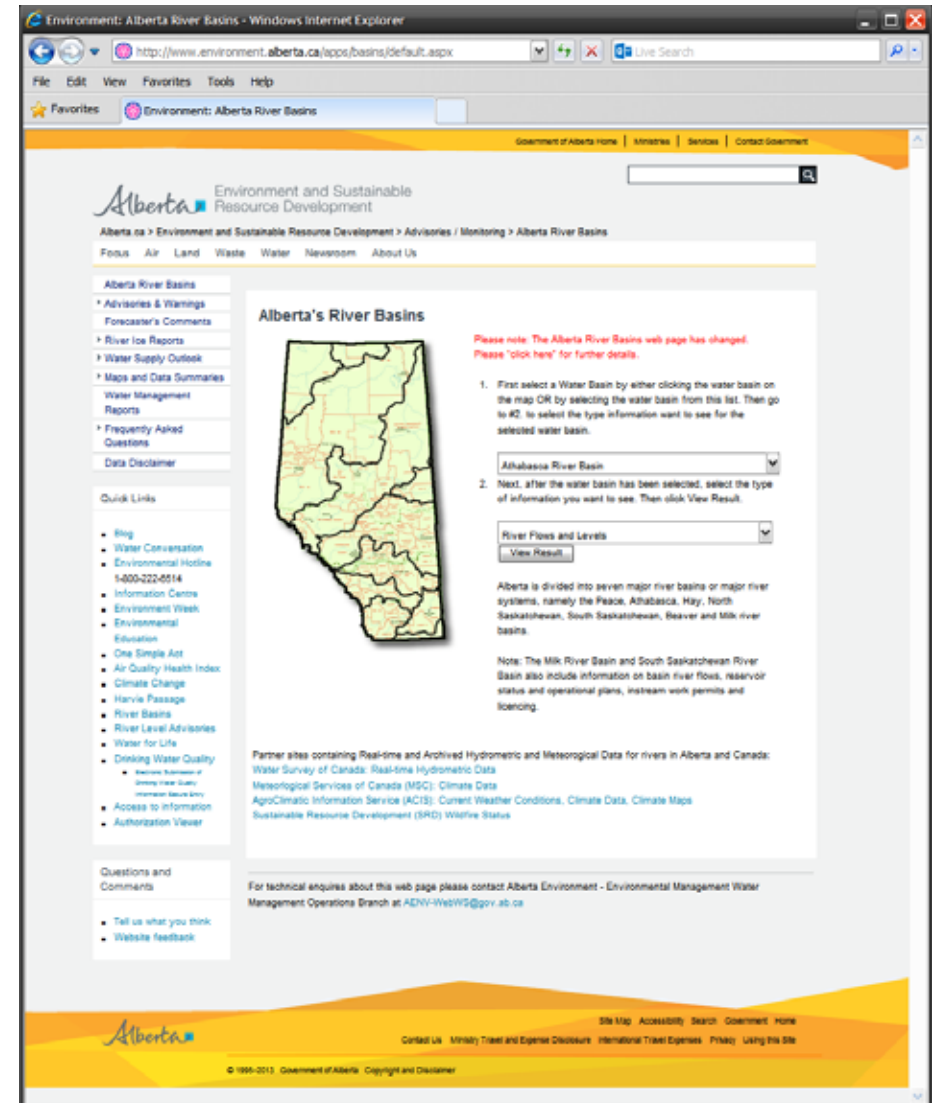 Environment: Alberta River Basins - Windows Internet Explorer
http://www.environment.alberta.ca/apps/basins/default.aspx
Live Search
File Edit View Favorites Tools Help
Favorites
Environment: Alberta River Basins
Government of Alberta Home | Ministries | Services | Contact Government
Alberta
Environment and Sustainable
Resource Development
Alberta.ca > Environment and Sustainable Resource Development > Advisories / Monitoring > Alberta River Basins
Focus Air Land Waste Water Newsroom About Us
Alberta River Basins
Advisories & Warnings
Forecaster's Comments
River Ice Reports
Water Supply Outlook
Maps and Data Summaries
Water Management
Reports
Frequently Asked
Questions
Data Disclaimer
Quick Links
Blog
Water Conversation
Environmental Hotline
1-800-222-6514
Information Centre
Environment Week
Environmental
Education
One Simple Act
Air Quality Health Index
Climate Change
Harvie Passage
River Basins
River Level Advisories
Water for Life
Drinking Water Quality
Electronic Submission of
Drinking Water Quality
Information Secure Entry
Access to information
Authorization Viewer
Questions and
Comments
Tell us what you think
Website feedback
Alberta's River Basins
Please note: The Alberta River Basins web page has changed.
Please "click here" for further details.
1. First select a Water Basin by either clicking the water basin on
the map OR by selecting the water basin from this list. Then go
to #2. to select the type information want to see for the
selected water basin.
Athabasca River Basin
2. Next, after the water basin has been selected, select the type
of information you want to see. Then click View Result.
River Flows and Levels
View Result
Alberta is divided into seven major river basins or major river
systems, namely the Peace, Athabasca, Hay, North
Saskatchewan, South Saskatchewan, Beaver and Milk river
basins.
Note: The Milk River Basin and South Saskatchewan River
Basin also include information on basin river flows, reservoir
status and operational plans, instream work permits and
licencing.
Partner sites containing Real-time and Archived Hydrometric and Meteorogical Data for rivers in Alberta and Canada:
Water Survey of Canada: Real-time Hydrometric Data
Meteorlogical Services of Canada (MSC): Climate Data
AgroClimatic Information Service (ACIS): Current Weather Conditions, Climate Data, Climate Maps
Sustainable Resource Development (SRD) Wildfire Status
For technical enquires about this web page please contact Alberta Environment - Environmental Management Water
Management Operations Branch at AENV-WebWS@gov.ab.ca
Alberta
Site Map Accessibility Search Government Home
Contact Us Ministry Travel and Expense Disclosure International Travel Expenses Privacy Using this Site
© 1995-2013 Government of Alberta Copyright and Disclaimer